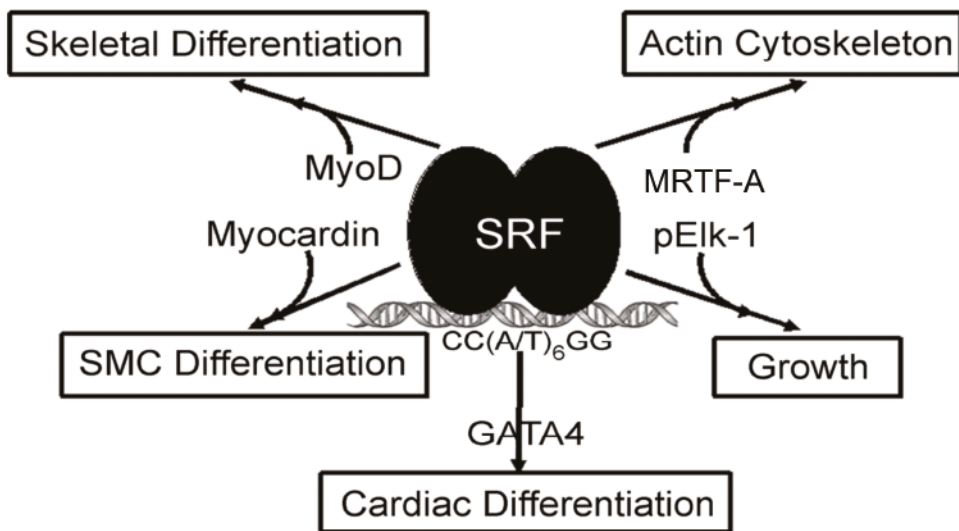 Skeletal Differentiation
Actin Cytoskeleton
MyoD
MRTF-A
Myocardin
SRF
pElk-1
SMC Differentiation
CC(A/T)₆GG
Growth
GATA4
Cardiac Differentiation